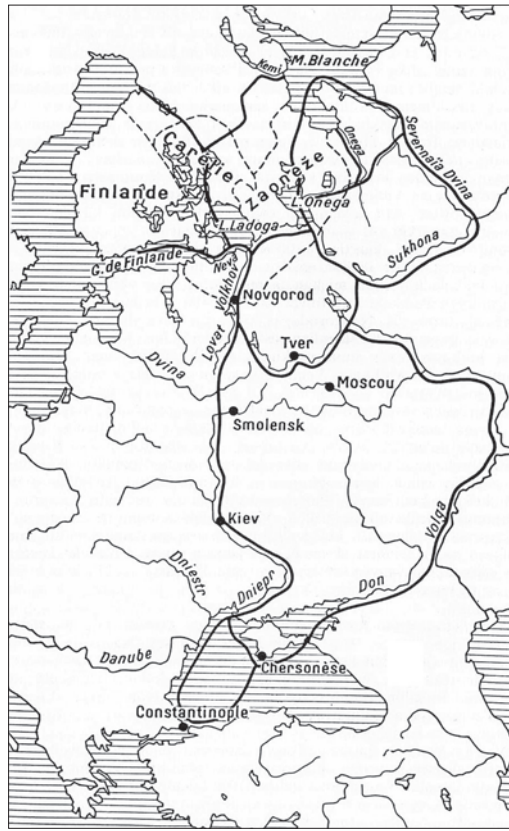 Kemi
M.Blanche
Carélie
Zaoneže
Onega
Severnaïa Dvina
Finlande
L.Onega
L.Ladoga
Sukhona
G.de Finlande
Neva
Volkhov
Novgorod
Lovat
Tver
Dvina
Moscou
Smolensk
Kiev
Volga
Dniestr
Dniepr
Don
Danube
Chersonèse
Constantinople